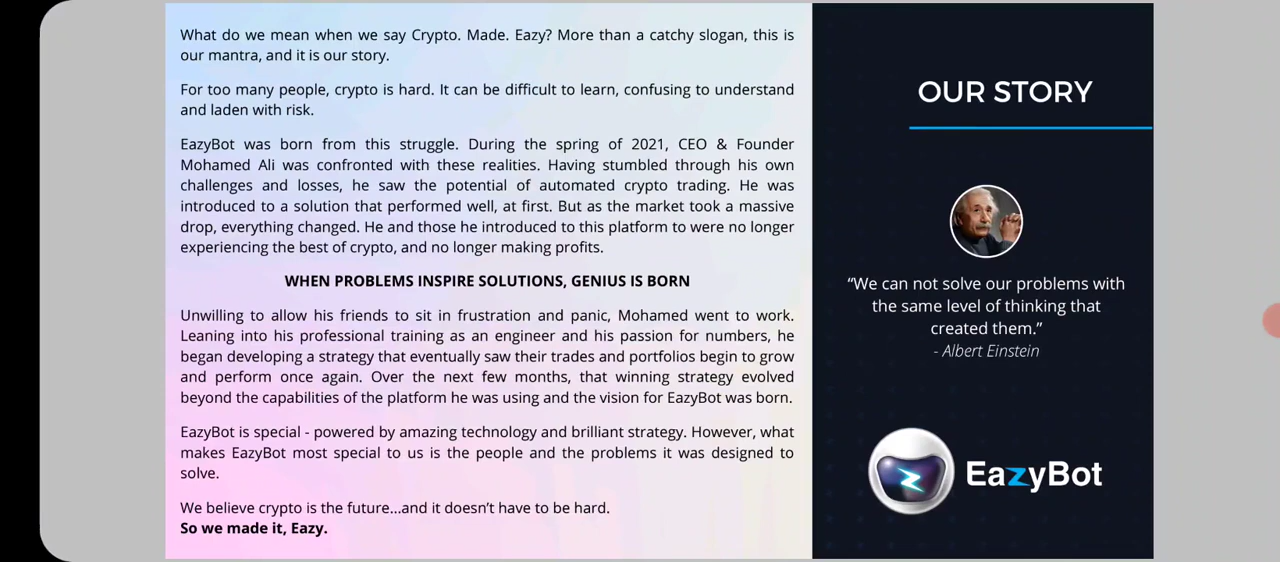 What do we mean when we say Crypto. Made. Eazy? More than a catchy slogan, this is
our mantra, and it is our story.
For too many people, crypto is hard. It can be difficult to learn, confusing to understand
and laden with risk.
EazyBot was born from this struggle. During the spring of 2021, CEO & Founder
Mohamed Ali was confronted with these realities. Having stumbled through his own
challenges and losses, he saw the potential of automated crypto trading. He was
introduced to a solution that performed well, at first. But as the market took a massive
drop, everything changed. He and those he introduced to this platform to were no longer
experiencing the best of crypto, and no longer making profits.
WHEN PROBLEMS INSPIRE SOLUTIONS, GENIUS IS BORN
Unwilling to allow his friends to sit in frustration and panic, Mohamed went to work.
Leaning into his professional training as an engineer and his passion for numbers, he
began developing a strategy that eventually saw their trades and portfolios begin to grow
and perform once again. Over the next few months, that winning strategy evolved
beyond the capabilities of the platform he was using and the vision for EazyBot was born.
EazyBot is special - powered by amazing technology and brilliant strategy. However, what
makes EazyBot most special to us is the people and the problems it was designed to
solve.
We believe crypto is the future...and it doesn't have to be hard.
So we made it, Eazy.
OUR STORY
“We can not solve our problems with
the same level of thinking that
created them.”
- Albert Einstein
EazyBot